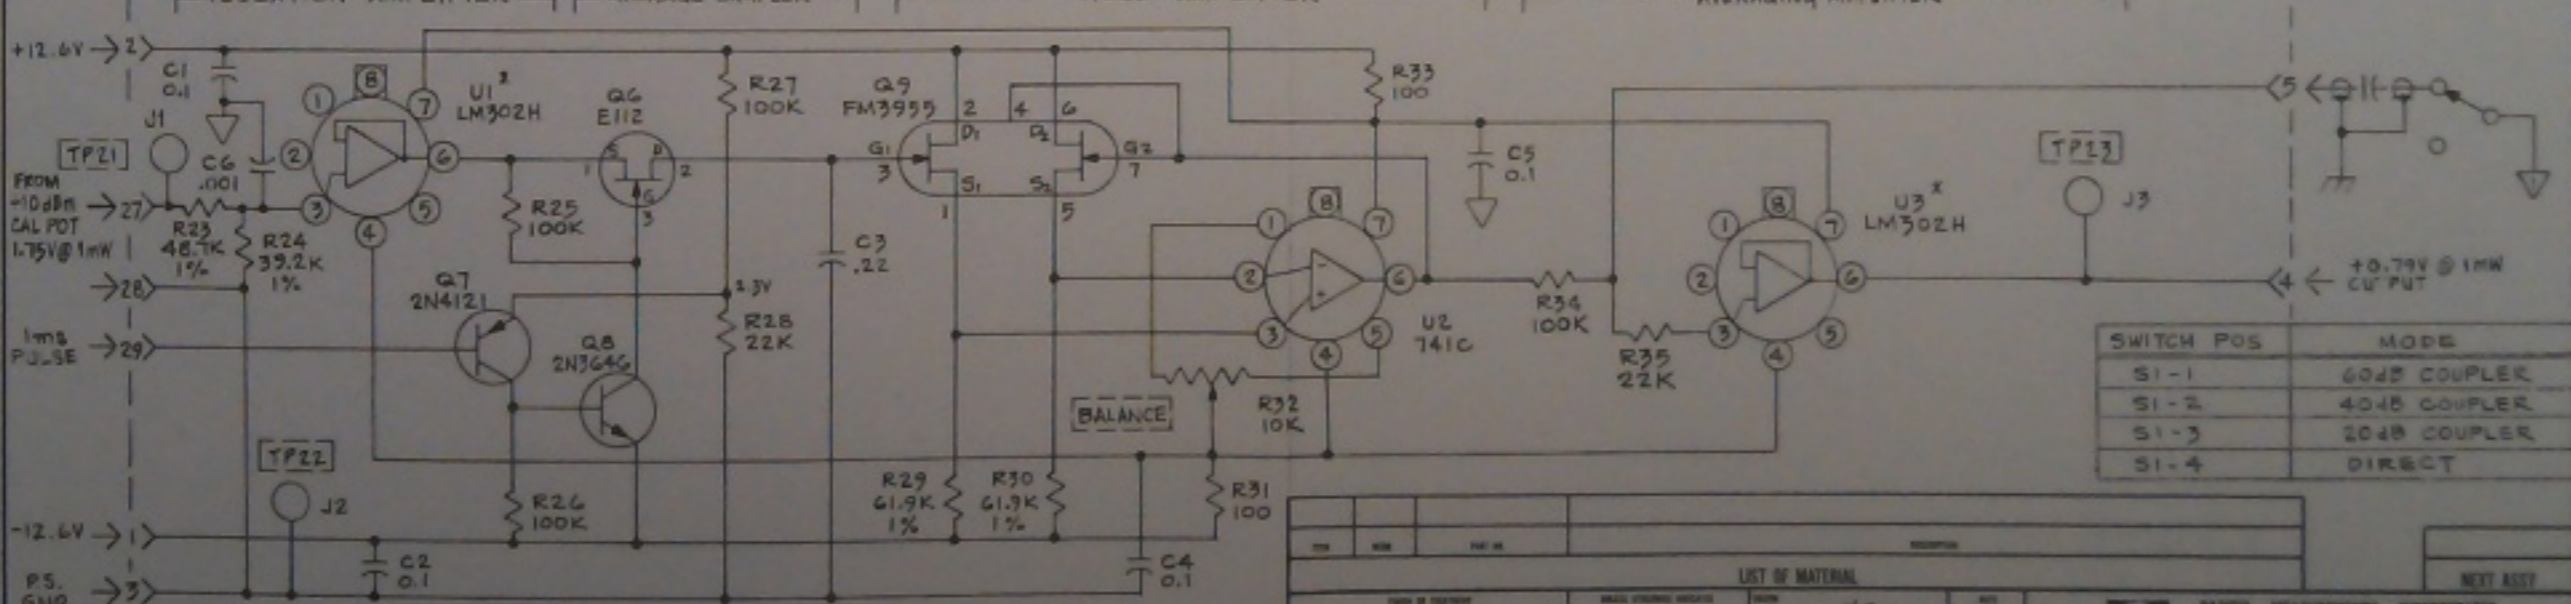 +12.6V
2
C1
0.1
J1
TP21
C6
.001
FROM
-10dBm
CAL POT
1.75V@1mW
27
R23
48.7K
1%
R24
39.2K
1%
28
1ms
PULSE
29
TP22
J2
-12.6V
1
P.S.
3
C2
0.1
1
8
7
2
6
3
5
4
U1*
LM302H
Q6
E112
S
D
G
1
2
3
R25
100K
Q7
2N4121
Q8
2N3646
R26
100K
R27
100K
2.3V
R28
22K
C3
.22
Q9
FM3955
2
4
6
D1
D2
G1
3
G2
7
S1
S2
1
5
R29
61.9K
1%
R30
61.9K
1%
C4
0.1
R31
100
BALANCE
R32
10K
R33
100
1
8
7
2
6
3
5
4
-
+
U2
741C
C5
0.1
R34
100K
R35
22K
1
8
7
2
6
3
5
4
U3*
LM302H
TP23
J3
5
4
+0.79V @ 1mW
SWITCH POS MODE
S1-1 60dB COUPLER
S1-2 40dB COUPLER
S1-3 20dB COUPLER
S1-4 DIRECT
LIST OF MATERIAL
NEXT ASSY